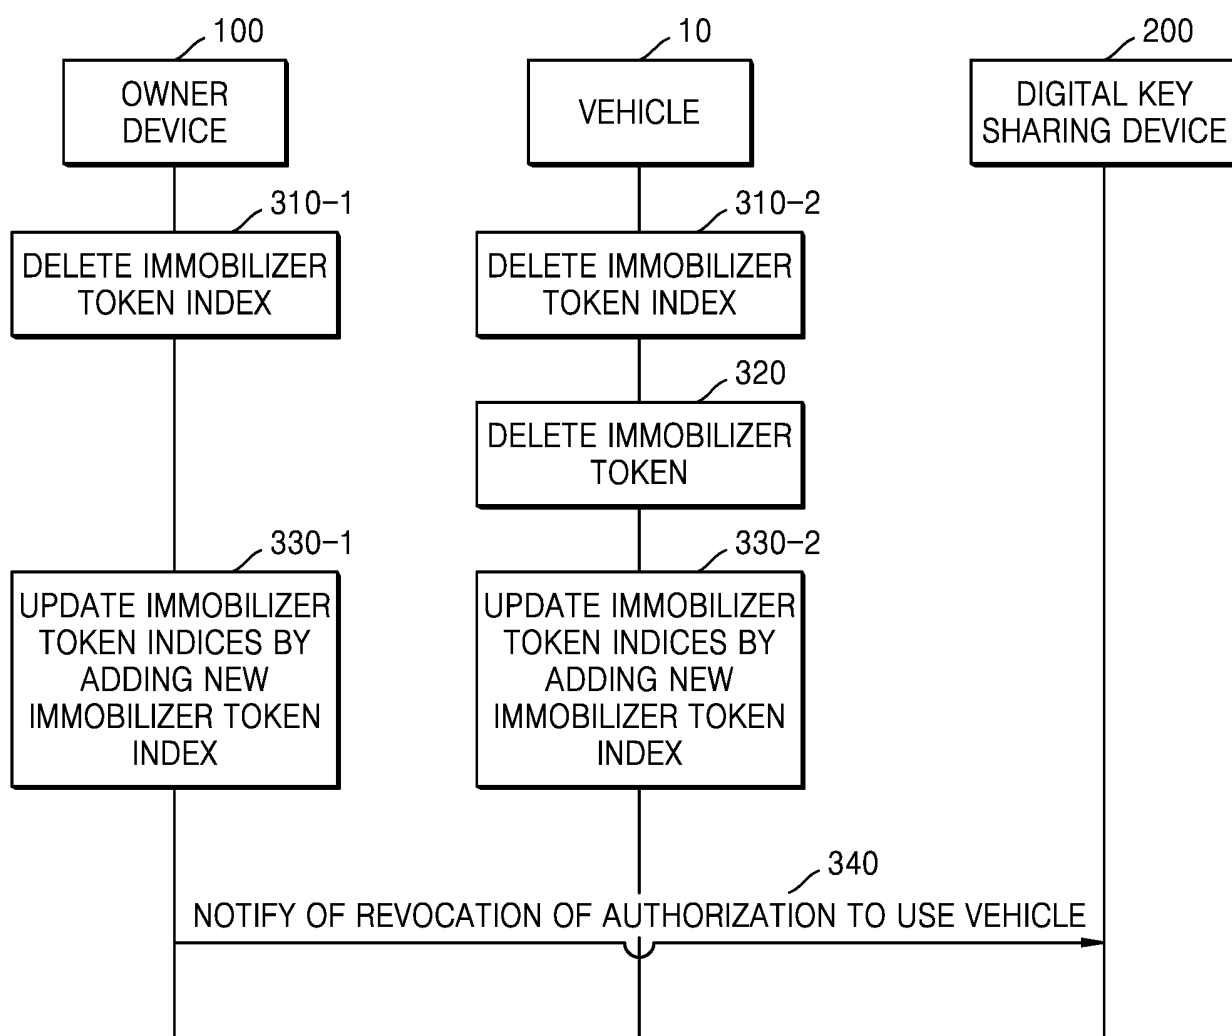 100
10
200
OWNER
DEVICE
VEHICLE
DIGITAL KEY
SHARING DEVICE
310-1
310-2
DELETE IMMOBILIZER
TOKEN INDEX
DELETE IMMOBILIZER
TOKEN INDEX
320
DELETE IMMOBILIZER
TOKEN
330-1
330-2
UPDATE IMMOBILIZER
TOKEN INDICES BY
ADDING NEW
IMMOBILIZER TOKEN
INDEX
UPDATE IMMOBILIZER
TOKEN INDICES BY
ADDING NEW
IMMOBILIZER TOKEN
INDEX
340
NOTIFY OF REVOCATION OF AUTHORIZATION TO USE VEHICLE